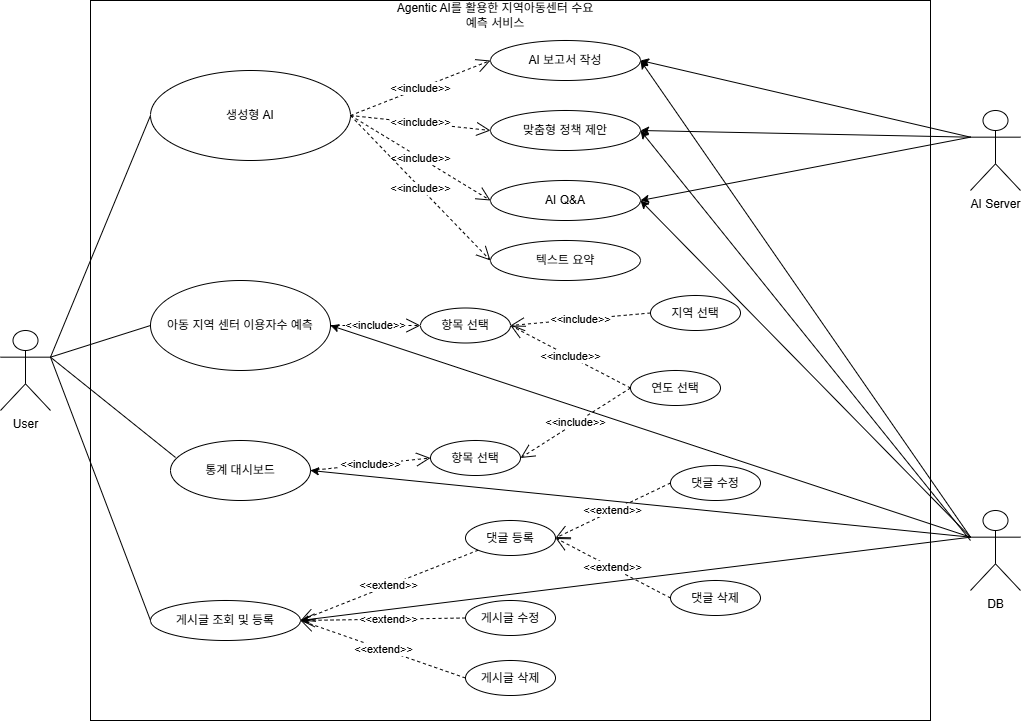 Agentic AI를 활용한 지역아동센터 수요
예측 서비스
생성형 AI
<<include>>
<<include>>
<<include>>
<<include>>
AI 보고서 작성
맞춤형 정책 제안
AI Q&A
텍스트 요약
AI Server
아동 지역 센터 이용자수 예측
<<include>>
항목 선택
<<include>>
지역 선택
<<include>>
연도 선택
User
<<include>>
통계 대시보드
<<include>>
항목 선택
댓글 수정
<<extend>>
댓글 등록
<<extend>>
댓글 삭제
DB
<<extend>>
게시글 조회 및 등록
<<extend>>
게시글 수정
<<extend>>
게시글 삭제